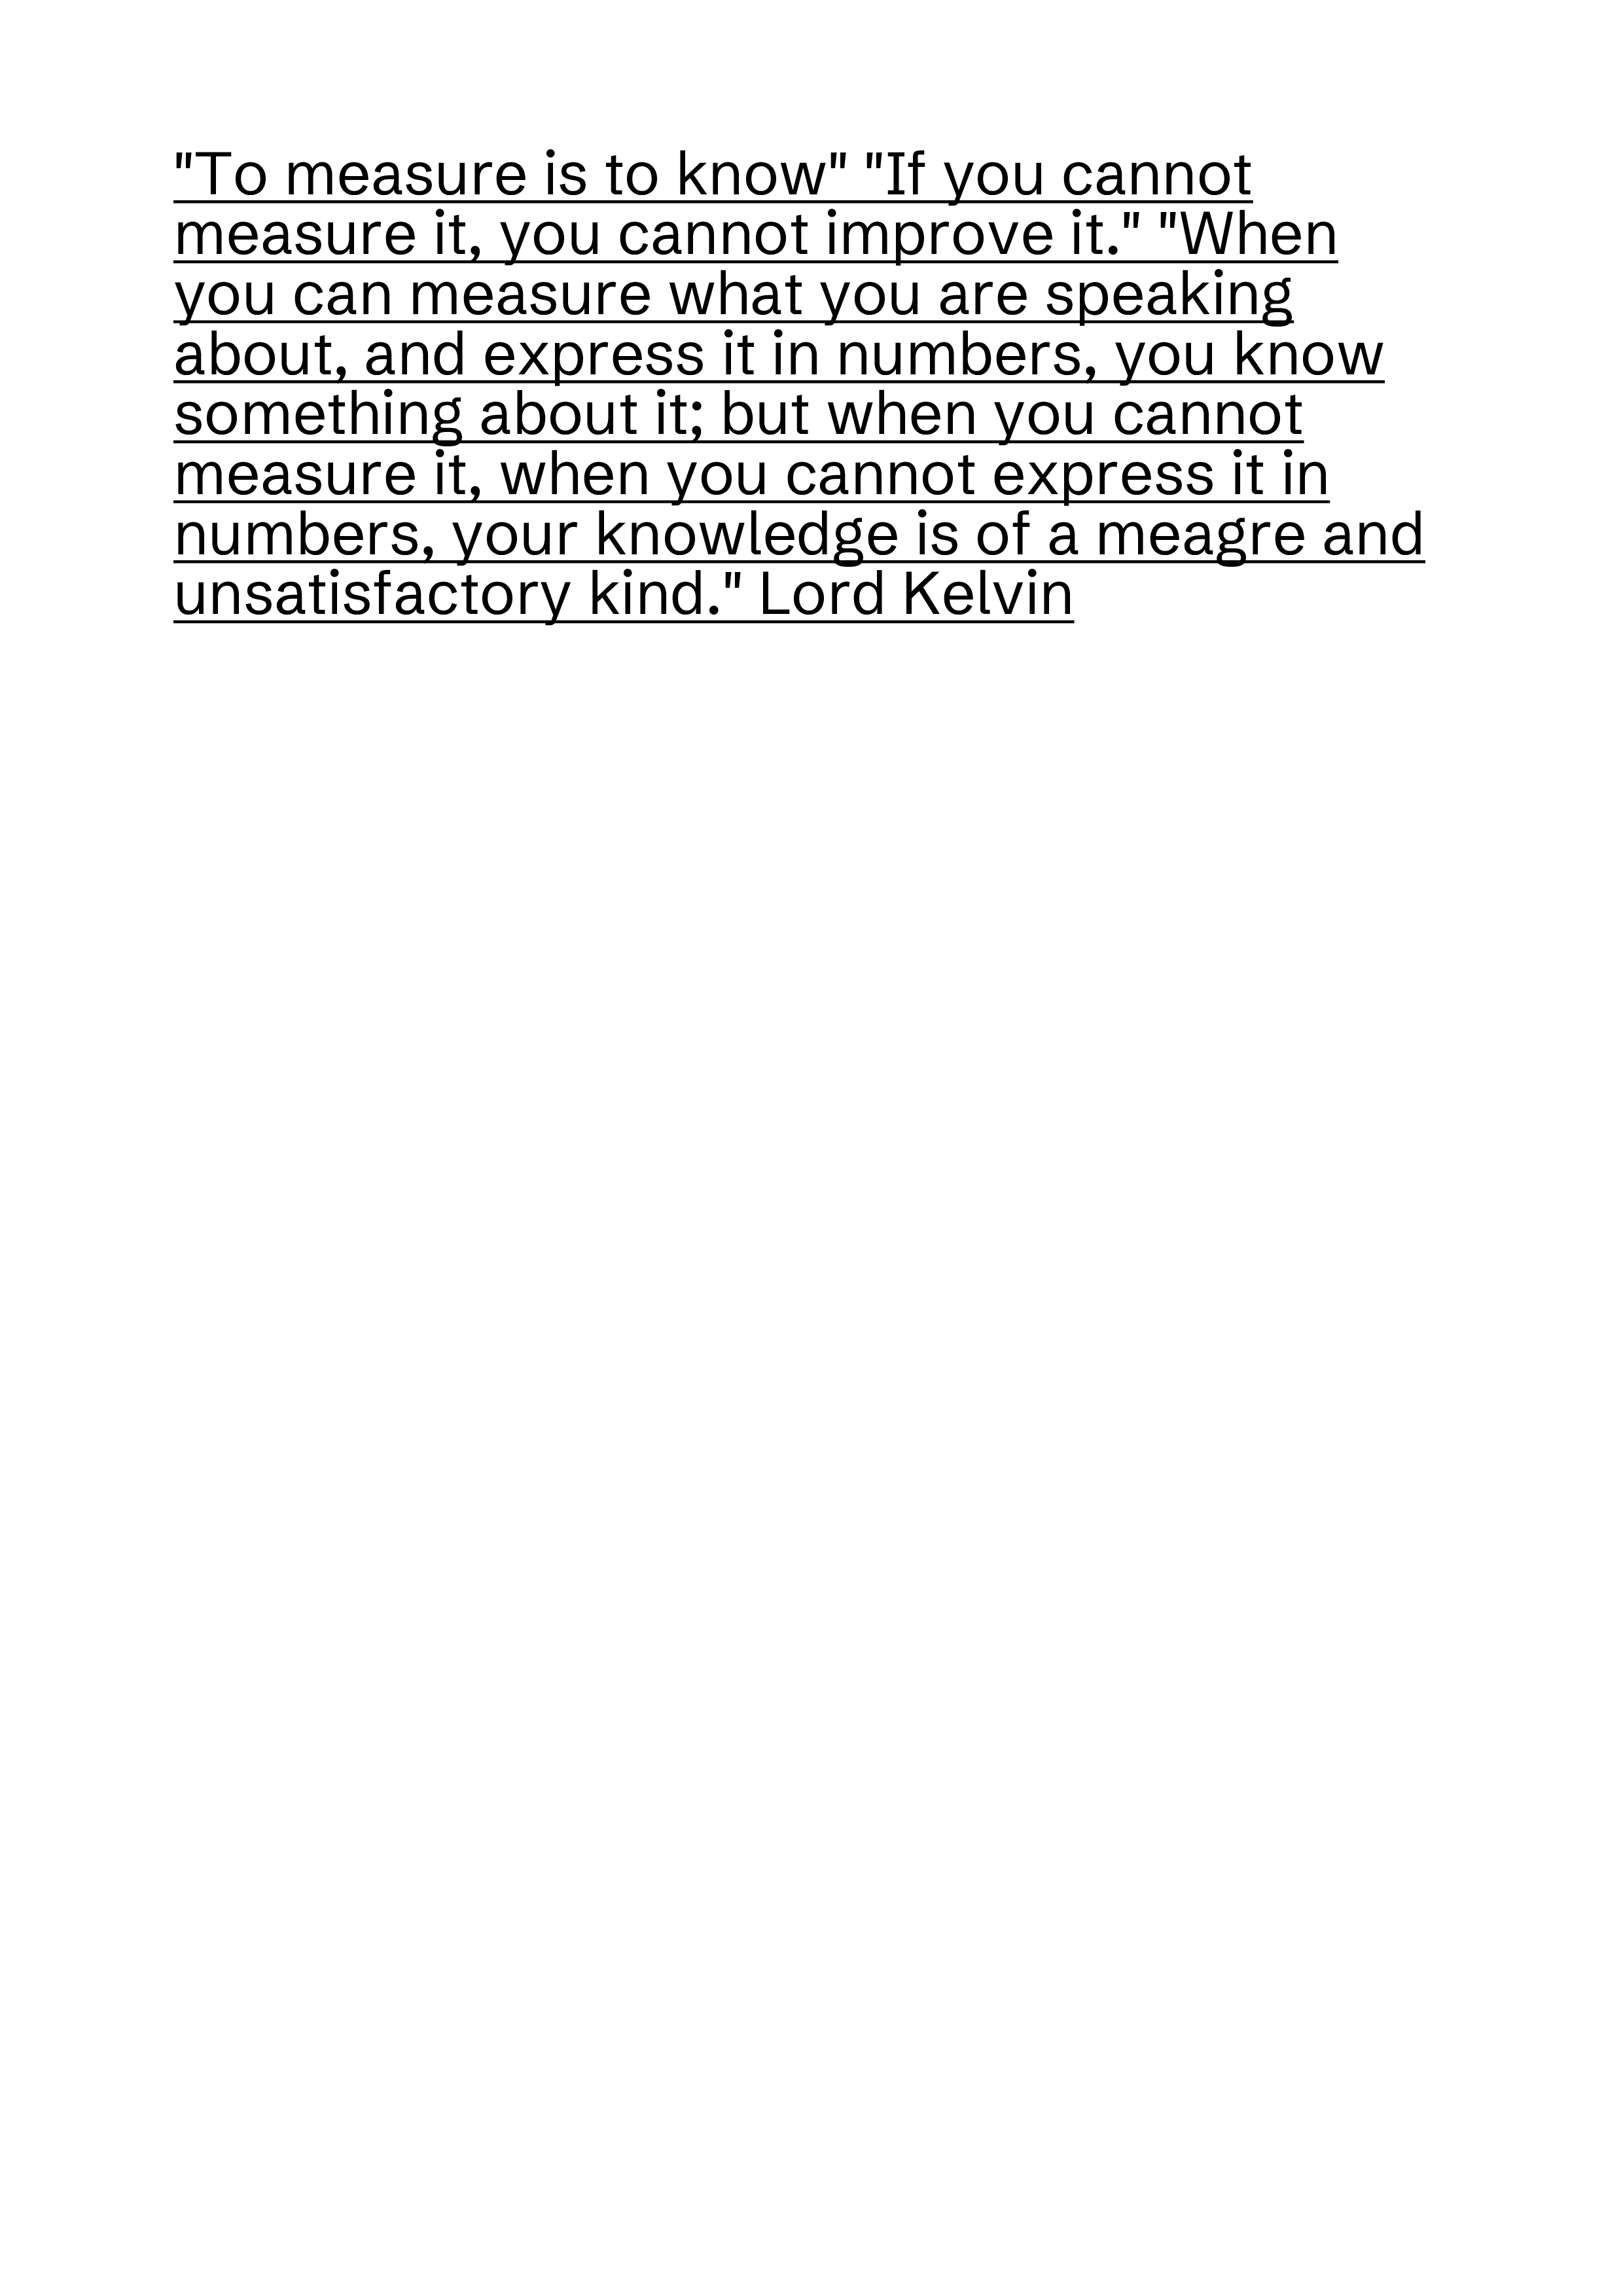 "To measure is to know" "If you cannot
measure it, you cannot improve it." "When
you can measure what you are speaking
about, and express it in numbers, you know
something about it; but when you cannot
measure it, when you cannot express it in
numbers, your knowledge is of a meagre and
unsatisfactory kind." Lord Kelvin